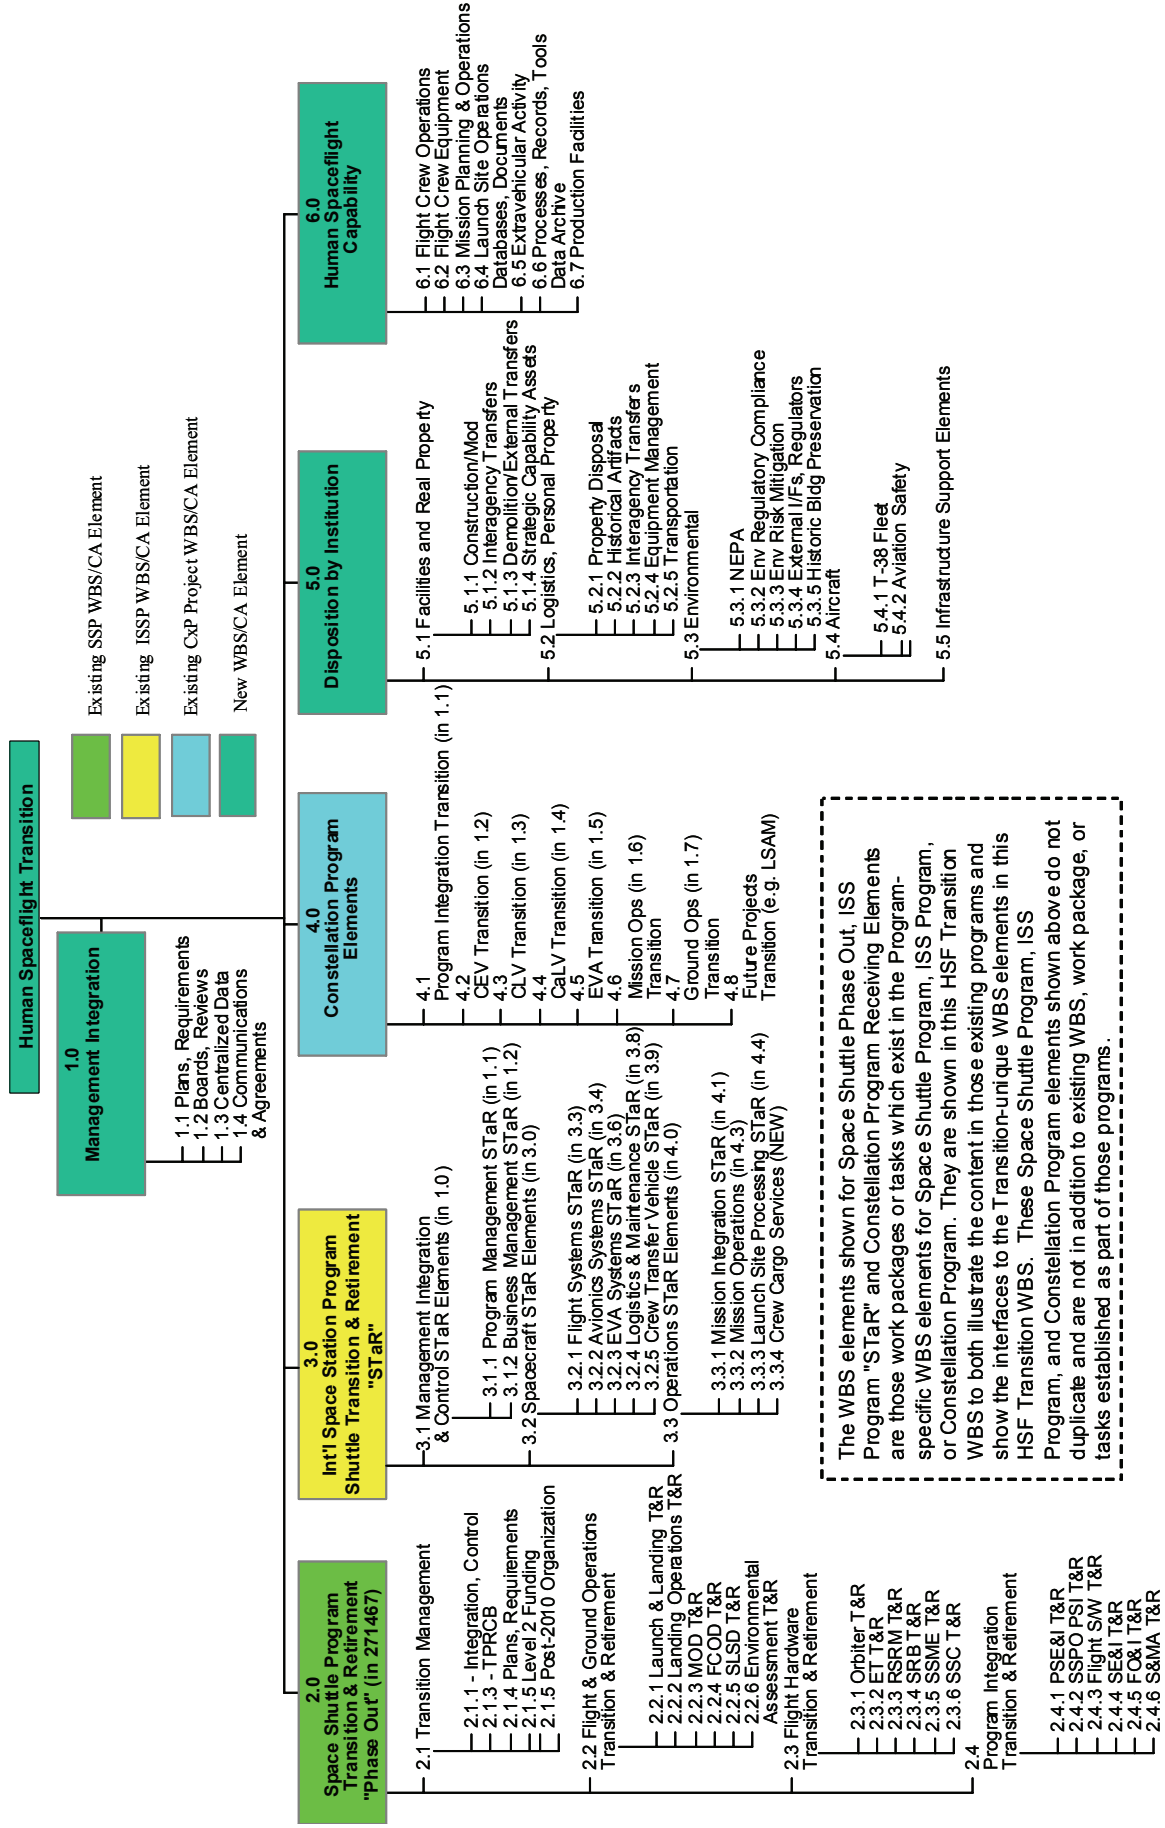 Human Spaceflight Transition
Existing SSP WBS/CA Element
Existing ISSP WBS/CA Element
Existing CxP Project WBS/CA Element
New WBS/CA Element
1.0
Management Integration
1.1 Plans, Requirements
1.2 Boards, Reviews
1.3 Centralized Data
1.4 Communications
& Agreements
2.0
Space Shuttle Program
Transition & Retirement
"Phase Out" (in 271467)
2.1 Transition Management
2.1.1 - Integration, Control
2.1.3 - TPRCB
2.1.4 Plans, Requirements
2.1.5 Level 2 Funding
2.1.5 Post-2010 Organization
2.2 Flight & Ground Operations
Transition & Retirement
2.2.1 Launch & Landing T&R
2.2.2 Landing Operations T&R
2.2.3 MOD T&R
2.2.4 FCOD T&R
2.2.5 SLSD T&R
2.2.6 Environmental
Assessment T&R
2.3 Flight Hardware
Transition & Retirement
2.3.1 Orbiter T&R
2.3.2 ET T&R
2.3.3 RSRM T&R
2.3.4 SRB T&R
2.3.5 SSME T&R
2.3.6 SSC T&R
2.4
Program Integration
Transition & Retirement
2.4.1 PSE&I T&R
2.4.2 SSPO PSI T&R
2.4.3 Flight S/W T&R
2.4.4 SE&I T&R
2.4.5 FO&I T&R
2.4.6 S&MA T&R
3.0
Int'l Space Station Program
Shuttle Transition & Retirement
"STaR"
3.1 Management Integration
& Control STaR Elements (in 1.0)
3.1.1 Program Management STaR (in 1.1)
3.1.2 Business Management STaR (in 1.2)
3.2 Spacecraft STaR Elements (in 3.0)
3.2.1 Flight Systems STaR (in 3.3)
3.2.2 Avionics Systems STaR (in 3.4)
3.2.3 EVA Systems STaR (in 3.6)
3.2.4 Logistics & Maintenance STaR (in 3.8)
3.2.5 Crew Transfer Vehicle STaR (in 3.9)
3.3 Operations STaR Elements (in 4.0)
3.3.1 Mission Integration STaR (in 4.1)
3.3.2 Mission Operations (in 4.3)
3.3.3 Launch Site Processing STaR (in 4.4)
3.3.4 Crew Cargo Services (NEW)
4.0
Constellation Program
Elements
4.1
Program Integration Transition (in 1.1)
4.2
CEV Transition (in 1.2)
4.3
CLV Transition (in 1.3)
4.4
CaLV Transition (in 1.4)
4.5
EVA Transition (in 1.5)
4.6
Mission Ops (in 1.6)
Transition
4.7
Ground Ops (in 1.7)
Transition
4.8
Future Projects
Transition (e.g. LSAM)
5.0
Disposition by Institution
5.1 Facilities and Real Property
5.1.1 Construction/Mod
5.1.2 Interagency Transfers
5.1.3 Demolition/External Transfers
5.1.4 Strategic Capability Assets
5.2 Logistics, Personal Property
5.2.1 Property Disposal
5.2.2 Historical Artifacts
5.2.3 Interagency Transfers
5.2.4 Equipment Management
5.2.5 Transportation
5.3 Environmental
5.3.1 NEPA
5.3.2 Env Regulatory Compliance
5.3.3 Env Risk Mitigation
5.3.4 External I/Fs, Regulators
5.3.5 Historic Bldg Preservation
5.4 Aircraft
5.4.1 T-38 Fleet
5.4.2 Aviation Safety
5.5 Infrastructure Support Elements
6.0
Human Spaceflight
Capability
6.1 Flight Crew Operations
6.2 Flight Crew Equipment
6.3 Mission Planning & Operations
6.4 Launch Site Operations
Databases, Documents
6.5 Extravehicular Activity
6.6 Processes, Records, Tools
Data Archive
6.7 Production Facilities
The WBS elements shown for Space Shuttle Phase Out, ISS
Program "STaR" and Constellation Program Receiving Elements
are those work packages or tasks which exist in the Program-
specific WBS elements for Space Shuttle Program, ISS Program,
or Constellation Program. They are shown in this HSF Transition
WBS to both illustrate the content in those existing programs and
show the interfaces to the Transition-unique WBS elements in this
HSF Transition WBS. These Space Shuttle Program, ISS
Program, and Constellation Program elements shown above do not
duplicate and are not in addition to existing WBS, work package, or
tasks established as part of those programs.